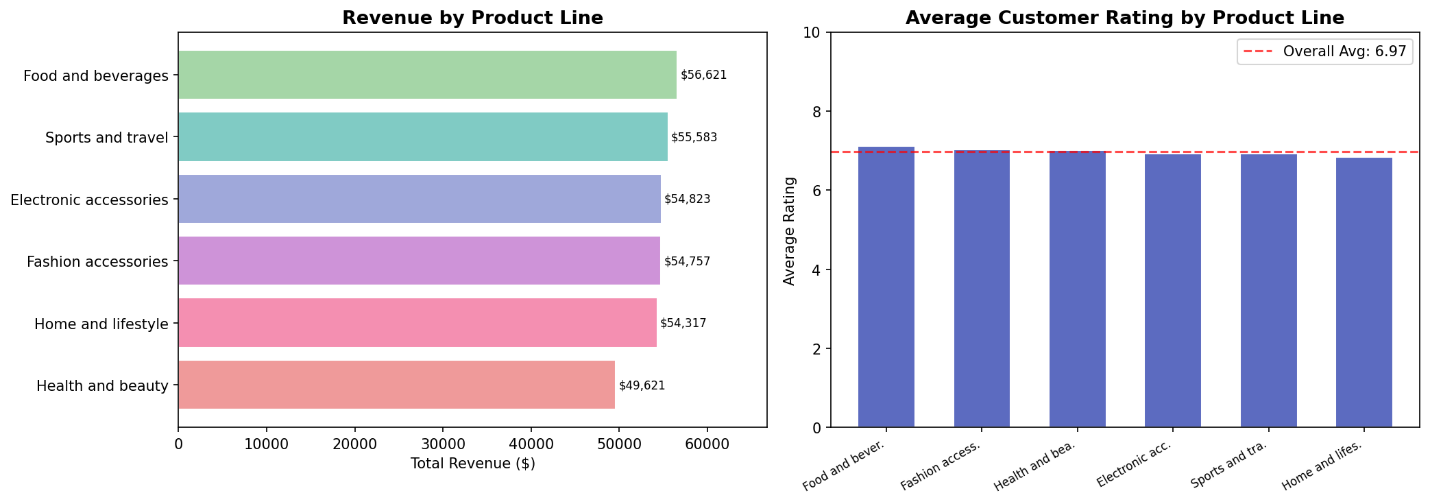 Revenue by Product Line
Food and beverages
$56,621
Sports and travel
$55,583
Electronic accessories
$54,823
Fashion accessories
$54,757
Home and lifestyle
$54,317
Health and beauty
$49,621
0 10000 20000 30000 40000 50000 60000
Total Revenue ($)
Average Customer Rating by Product Line
Overall Avg: 6.97
Average Rating
10
8
6
4
2
0
Food and bever.
Fashion access.
Health and bea.
Electronic acc.
Sports and tra.
Home and lifes.